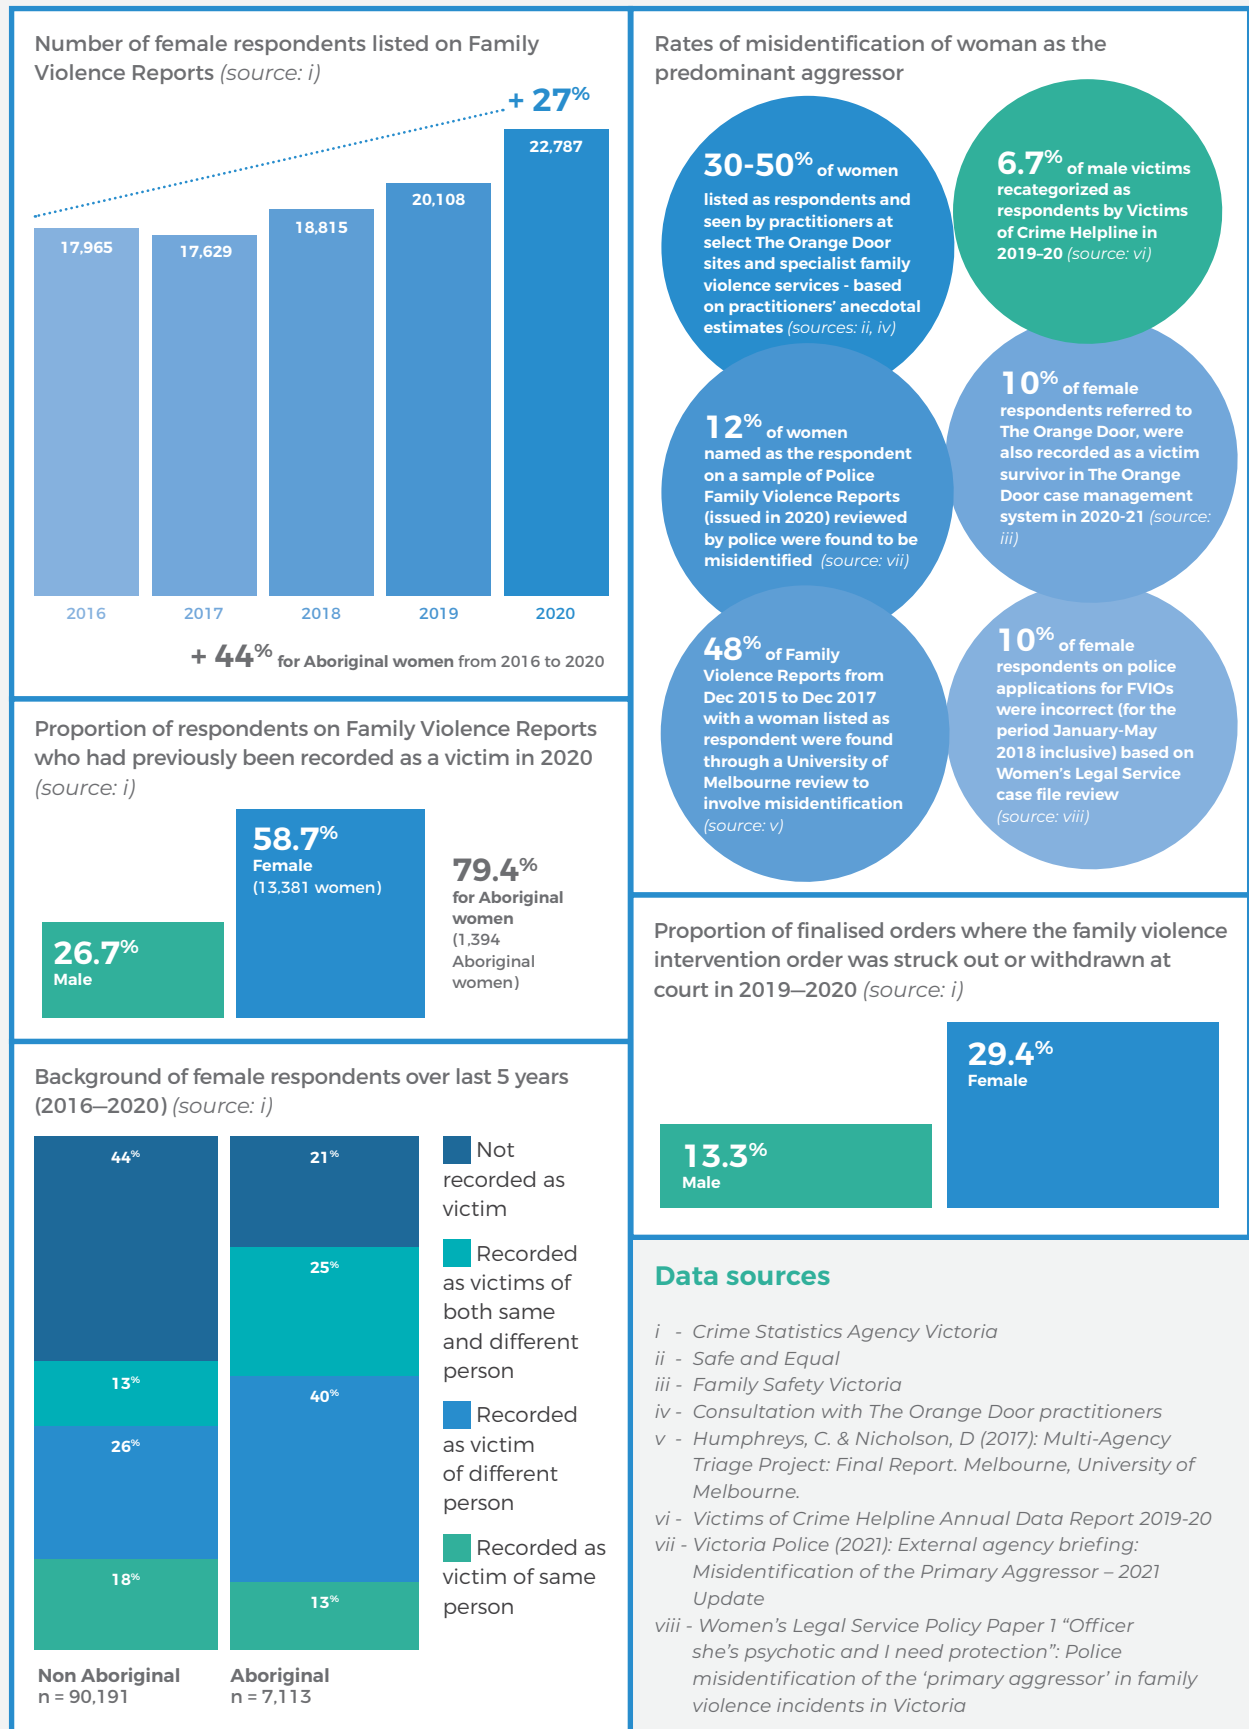 Number of female respondents listed on Family
Violence Reports (source: i)
+ 27%
22,787
20,108
18,815
17,965
17,629
2016
2017
2018
2019
2020
+ 44% for Aboriginal women from 2016 to 2020
Proportion of respondents on Family Violence Reports
who had previously been recorded as a victim in 2020
(source: i)
58.7%
Female
(13,381 women)
79.4%
for Aboriginal
women
(1,394
Aboriginal
women)
26.7%
Male
Background of female respondents over last 5 years
(2016—2020) (source: i)
44%
13%
26%
18%
Non Aboriginal
n = 90,191
21%
25%
40%
13%
Aboriginal
n = 7,113
Not
recorded as
victim
Recorded
as victims of
both same
and different
person
Recorded
as victim
of different
person
Recorded as
victim of same
person
Rates of misidentification of woman as the
predominant aggressor
30-50% of women
listed as respondents and
seen by practitioners at
select The Orange Door
sites and specialist family
violence services - based
on practitioners’ anecdotal
estimates (sources: ii, iv)
6.7% of male victims
recategorized as
respondents by Victims
of Crime Helpline in
2019–20 (source: vi)
12% of women
named as the respondent
on a sample of Police
Family Violence Reports
(issued in 2020) reviewed
by police were found to be
misidentified (source: vii)
10% of female
respondents referred to
The Orange Door, were
also recorded as a victim
survivor in The Orange
Door case management
system in 2020-21 (source:
iii)
48% of Family
Violence Reports from
Dec 2015 to Dec 2017
with a woman listed as
respondent were found
through a University of
Melbourne review to
involve misidentification
(source: v)
10% of female
respondents on police
applications for FVIOs
were incorrect (for the
period January-May
2018 inclusive) based on
Women’s Legal Service
case file review
(source: viii)
Proportion of finalised orders where the family violence
intervention order was struck out or withdrawn at
court in 2019—2020 (source: i)
29.4%
Female
13.3%
Male
Data sources
i - Crime Statistics Agency Victoria
ii - Safe and Equal
iii - Family Safety Victoria
iv - Consultation with The Orange Door practitioners
v - Humphreys, C. & Nicholson, D (2017): Multi-Agency
Triage Project: Final Report. Melbourne, University of
Melbourne.
vi - Victims of Crime Helpline Annual Data Report 2019-20
vii - Victoria Police (2021): External agency briefing:
Misidentification of the Primary Aggressor – 2021
Update
viii - Women’s Legal Service Policy Paper 1 “Officer
she’s psychotic and I need protection”: Police
misidentification of the ‘primary aggressor’ in family
violence incidents in Victoria